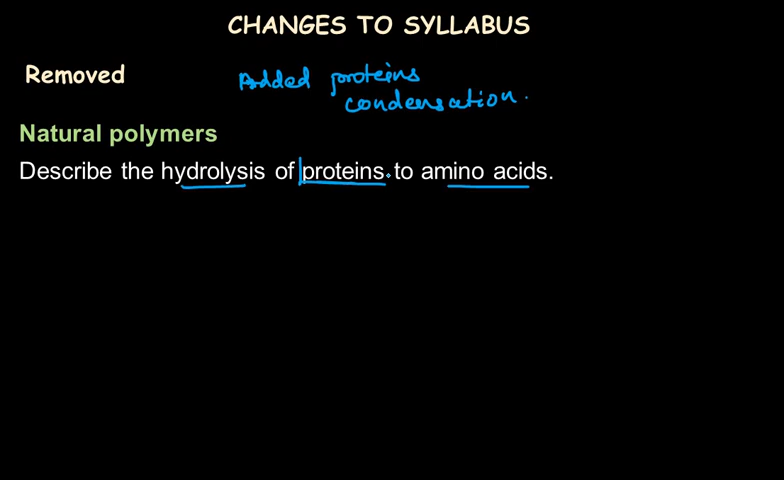 CHANGES TO SYLLABUS
Removed
Added proteins
condensation.
Natural polymers
Describe the hydrolysis of proteins to amino acids.